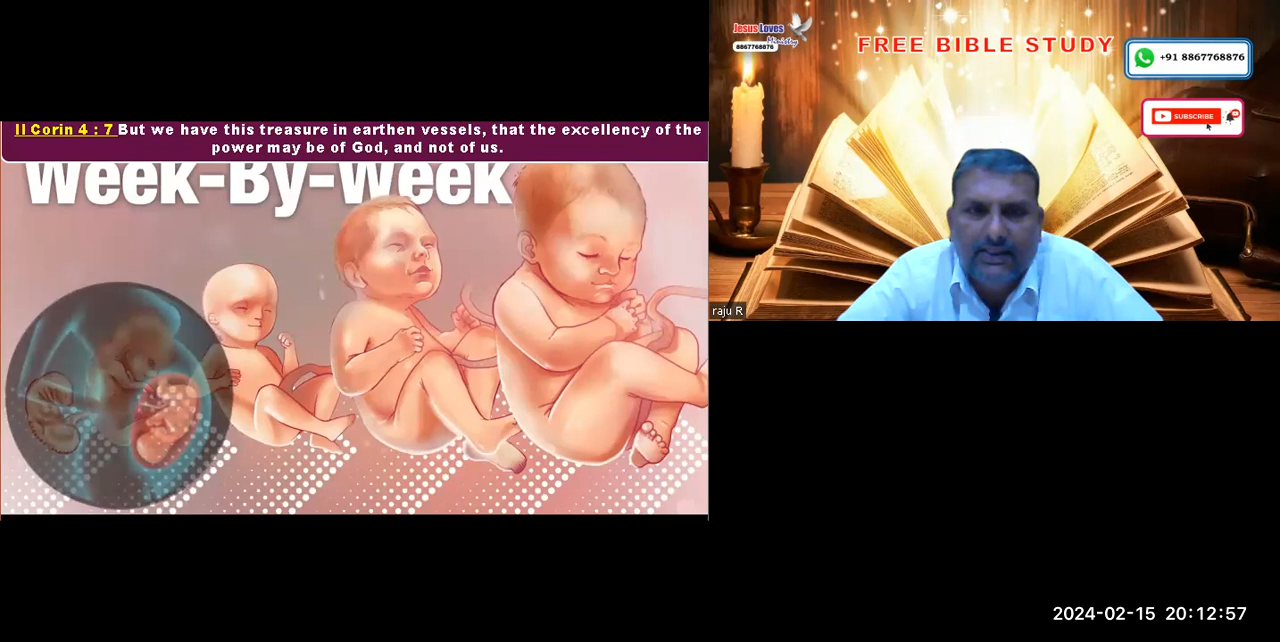 II Corin 4 : 7 But we have this treasure in earthen vessels, that the excellency of the
power may be of God, and not of us.
Week-By-Week
Jesus Loves
Ministry
8867768876
FREE BIBLE STUDY
+91 8867768876
SUBSCRIBE
raju R
2024-02-15 20:12:57